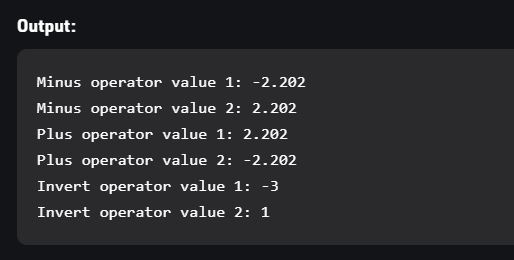 Output:
Minus operator value 1: -2.202
Minus operator value 2: 2.202
Plus operator value 1: 2.202
Plus operator value 2: -2.202
Invert operator value 1: -3
Invert operator value 2: 1